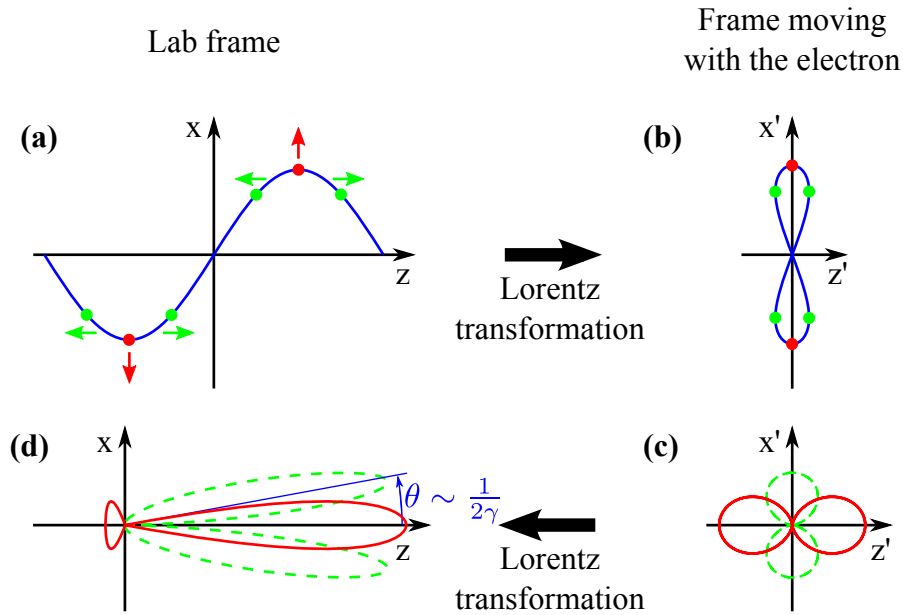 Lab frame
Frame moving
with the electron
(a)
x
z
Lorentz
transformation
(b)
x'
z'
(d)
x
z
θ ~ 1/2γ
Lorentz
transformation
(c)
x'
z'